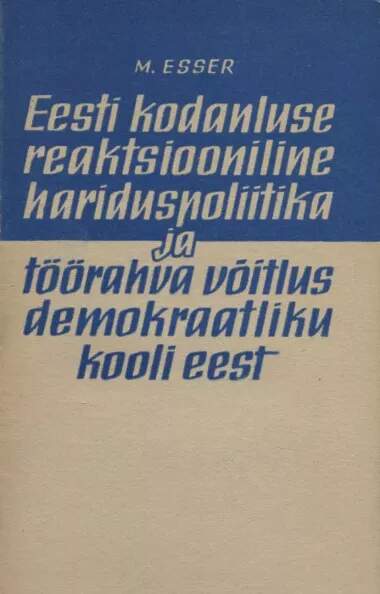 M. ESSER
Eesti kodanluse
reaktsiooniline
hariduspoliitika
ja
töörahva võitlus
demokraatliku
kooli eest